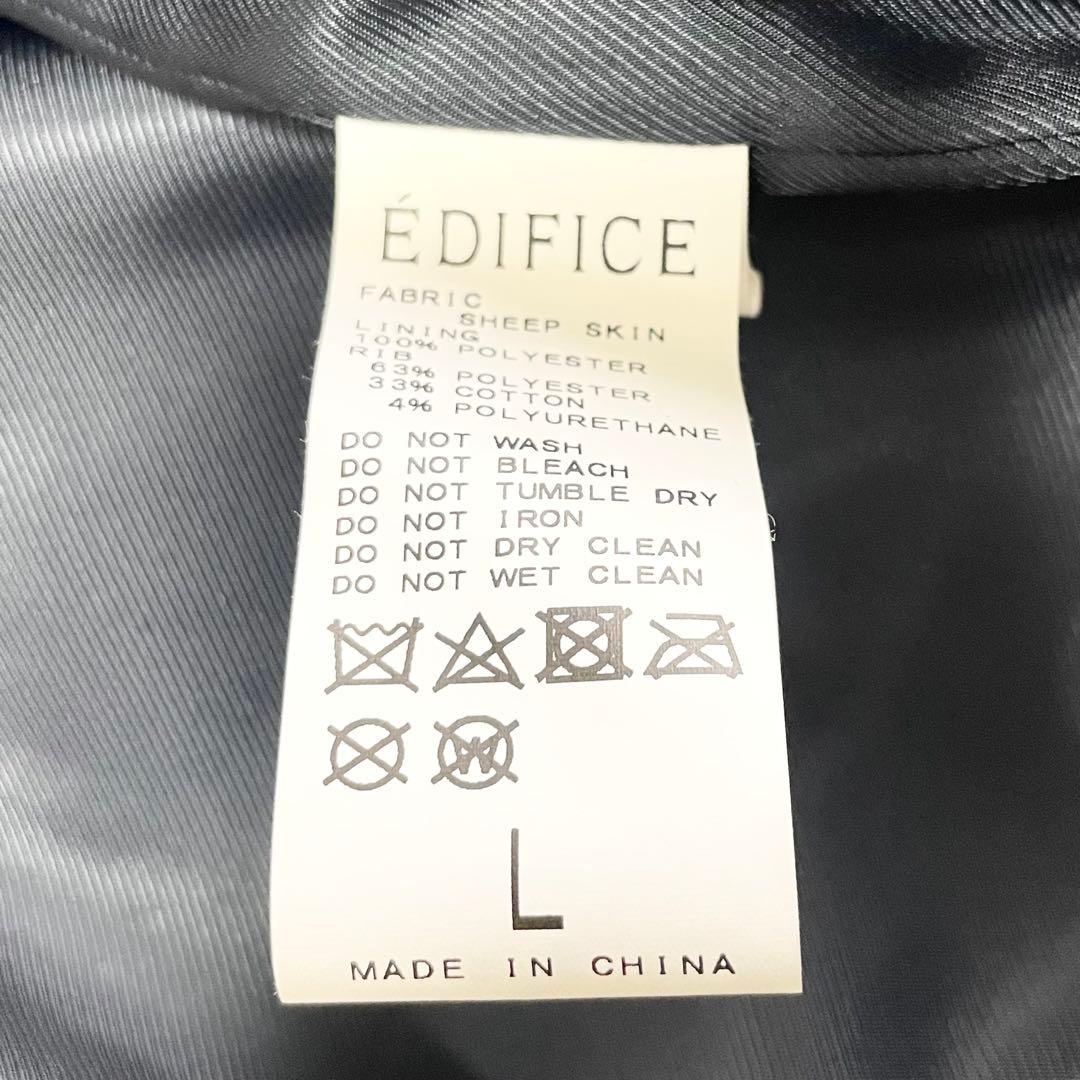 ÉDIFICE
FABRIC
SHEEP SKIN
LINING
100% POLYESTER
RIB
63% POLYESTER
33% COTTON
4% POLYURETHANE
DO NOT WASH
DO NOT BLEACH
DO NOT TUMBLE DRY
DO NOT IRON
DO NOT DRY CLEAN
DO NOT WET CLEAN
W
L
MADE IN CHINA